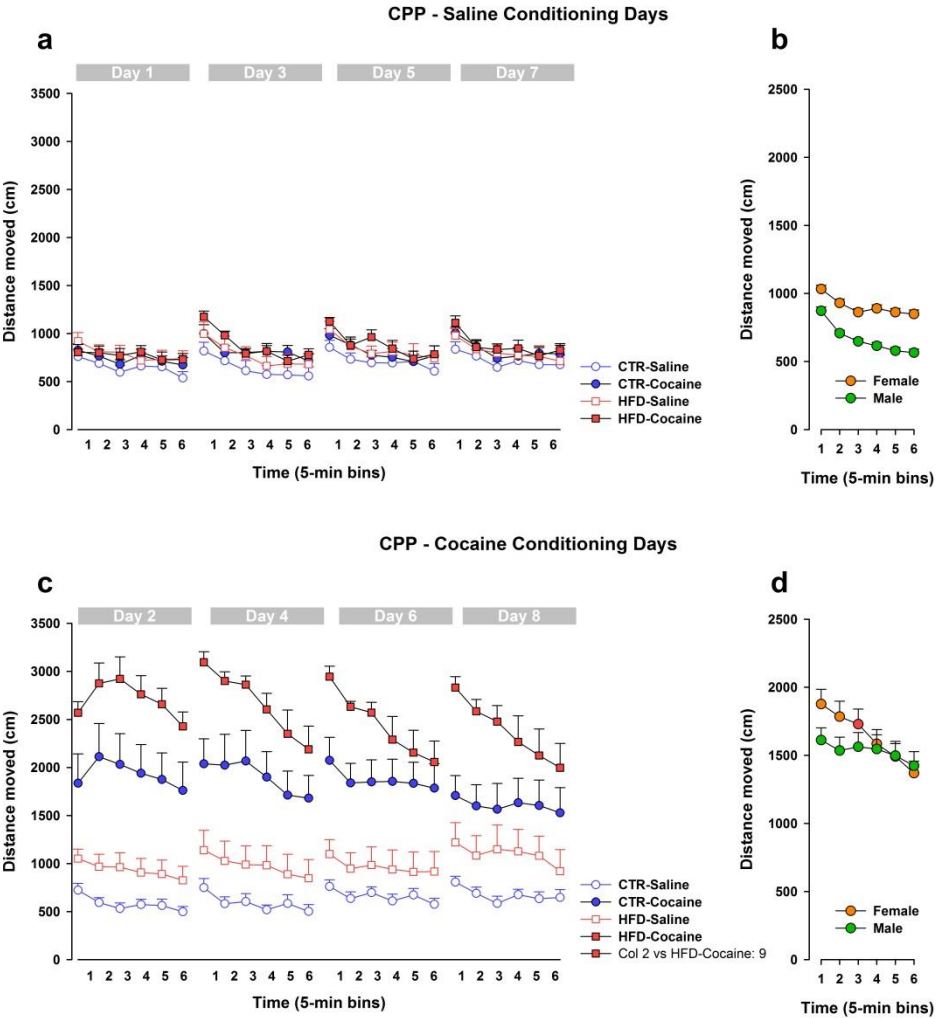 CPP - Saline Conditioning Days
a
b
Day 1 Day 3 Day 5 Day 7
3500
3000
2500
2000
1500
1000
500
0
Distance moved (cm)
1 2 3 4 5 6 1 2 3 4 5 6 1 2 3 4 5 6 1 2 3 4 5 6
Time (5-min bins)
CTR-Saline
CTR-Cocaine
HFD-Saline
HFD-Cocaine
2500
2000
1500
1000
500
0
Distance moved (cm)
Female
Male
1 2 3 4 5 6
Time (5-min bins)
CPP - Cocaine Conditioning Days
c
d
Day 2 Day 4 Day 6 Day 8
3500
3000
2500
2000
1500
1000
500
0
Distance moved (cm)
1 2 3 4 5 6 1 2 3 4 5 6 1 2 3 4 5 6 1 2 3 4 5 6
Time (5-min bins)
CTR-Saline
CTR-Cocaine
HFD-Saline
HFD-Cocaine
Col 2 vs HFD-Cocaine: 9
2500
2000
1500
1000
500
0
Distance moved (cm)
Female
Male
1 2 3 4 5 6
Time (5-min bins)